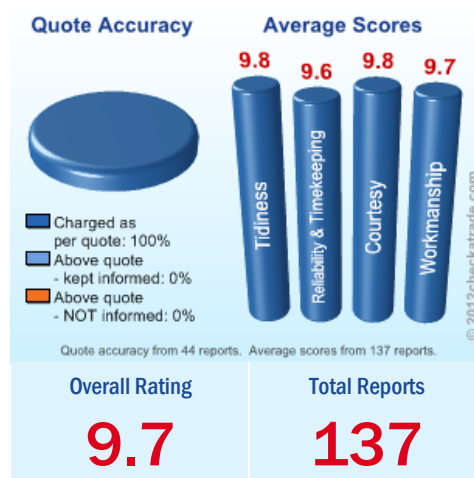 Quote Accuracy
Average Scores
9.8
9.6
9.8
9.7
Tidiness
Reliability & Timekeeping
Courtesy
Workmanship
Charged as
per quote: 100%
Above quote
- kept informed: 0%
Above quote
- NOT informed: 0%
© 2012checkatrade.com
Quote accuracy from 44 reports. Average scores from 137 reports.
Overall Rating
9.7
Total Reports
137